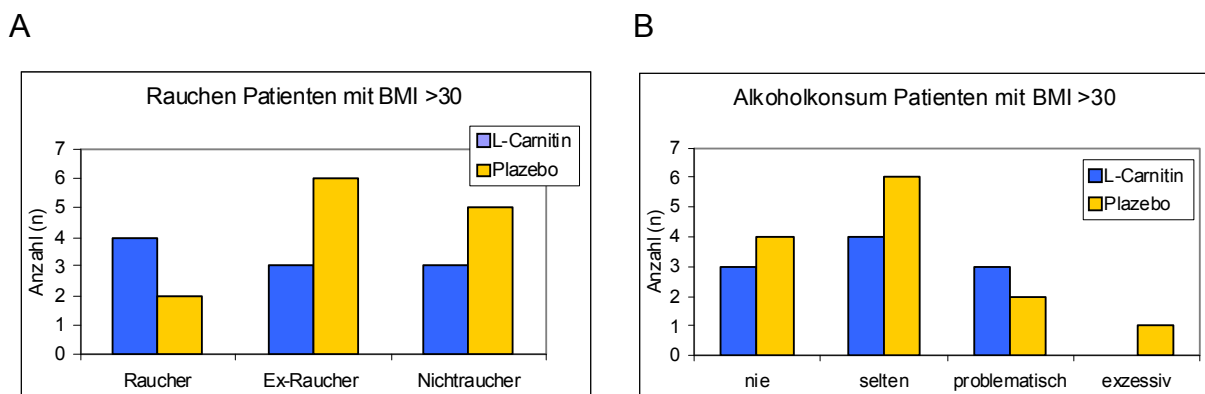 A
Rauchen Patienten mit BMI >30
L-Carnitin
Plazebo
Anzahl (n)
7
6
5
4
3
2
1
0
Raucher Ex-Raucher Nichtraucher
B
Alkoholkonsum Patienten mit BMI >30
L-Carnitin
Plazebo
Anzahl (n)
7
6
5
4
3
2
1
0
nie selten problematisch exzessiv